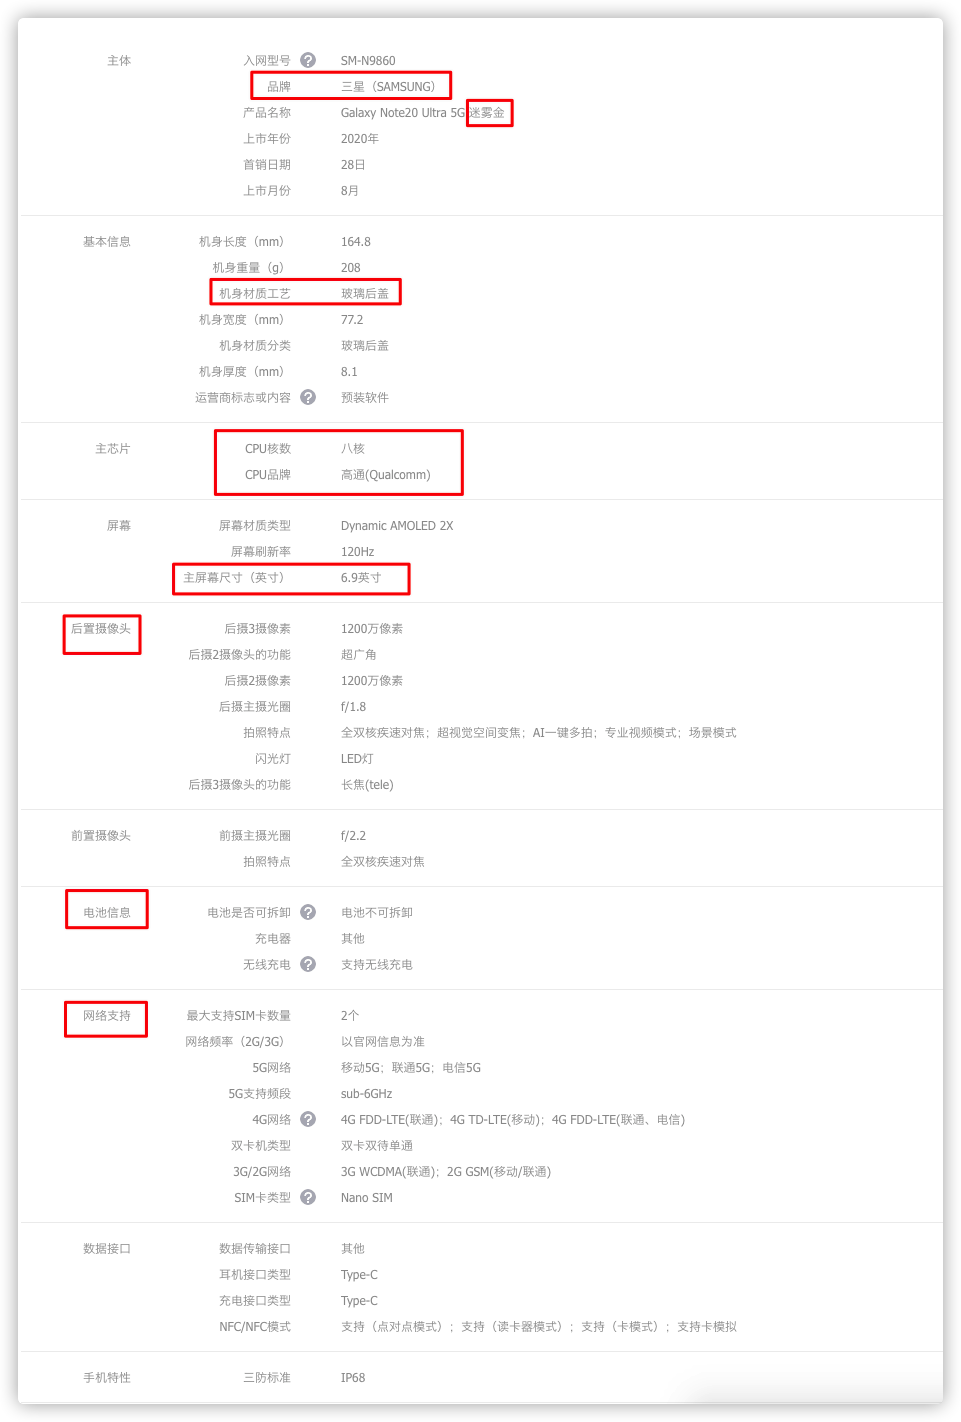 主体 入网型号 ? SM-N9860
品牌 三星（SAMSUNG）
产品名称 Galaxy Note20 Ultra 5G 迷雾金
上市年份 2020年
首销日期 28日
上市月份 8月
基本信息 机身长度（mm） 164.8
机身重量（g） 208
机身材质工艺 玻璃后盖
机身宽度（mm） 77.2
机身材质分类 玻璃后盖
机身厚度（mm） 8.1
运营商标志或内容 ? 预装软件
主芯片 CPU核数 八核
CPU品牌 高通(Qualcomm)
屏幕 屏幕材质类型 Dynamic AMOLED 2X
屏幕刷新率 120Hz
主屏幕尺寸（英寸） 6.9英寸
后置摄像头 后摄3摄像素 1200万像素
后摄2摄像头的功能 超广角
后摄2摄像素 1200万像素
后摄主摄光圈 f/1.8
拍照特点 全双核疾速对焦；超视觉空间变焦；AI一键多拍；专业视频模式；场景模式
闪光灯 LED灯
后摄3摄像头的功能 长焦(tele)
前置摄像头 前摄主摄光圈 f/2.2
拍照特点 全双核疾速对焦
电池信息 电池是否可拆卸 ? 电池不可拆卸
充电器 其他
无线充电 ? 支持无线充电
网络支持 最大支持SIM卡数量 2个
网络频率（2G/3G） 以官网信息为准
5G网络 移动5G；联通5G；电信5G
5G支持频段 sub-6GHz
4G网络 ? 4G FDD-LTE(联通)；4G TD-LTE(移动)；4G FDD-LTE(联通、电信)
双卡机类型 双卡双待单通
3G/2G网络 3G WCDMA(联通)；2G GSM(移动/联通)
SIM卡类型 ? Nano SIM
数据接口 数据传输接口 其他
耳机接口类型 Type-C
充电接口类型 Type-C
NFC/NFC模式 支持（点对点模式）；支持（读卡器模式）；支持（卡模式）；支持卡模拟
手机特性 三防标准 IP68